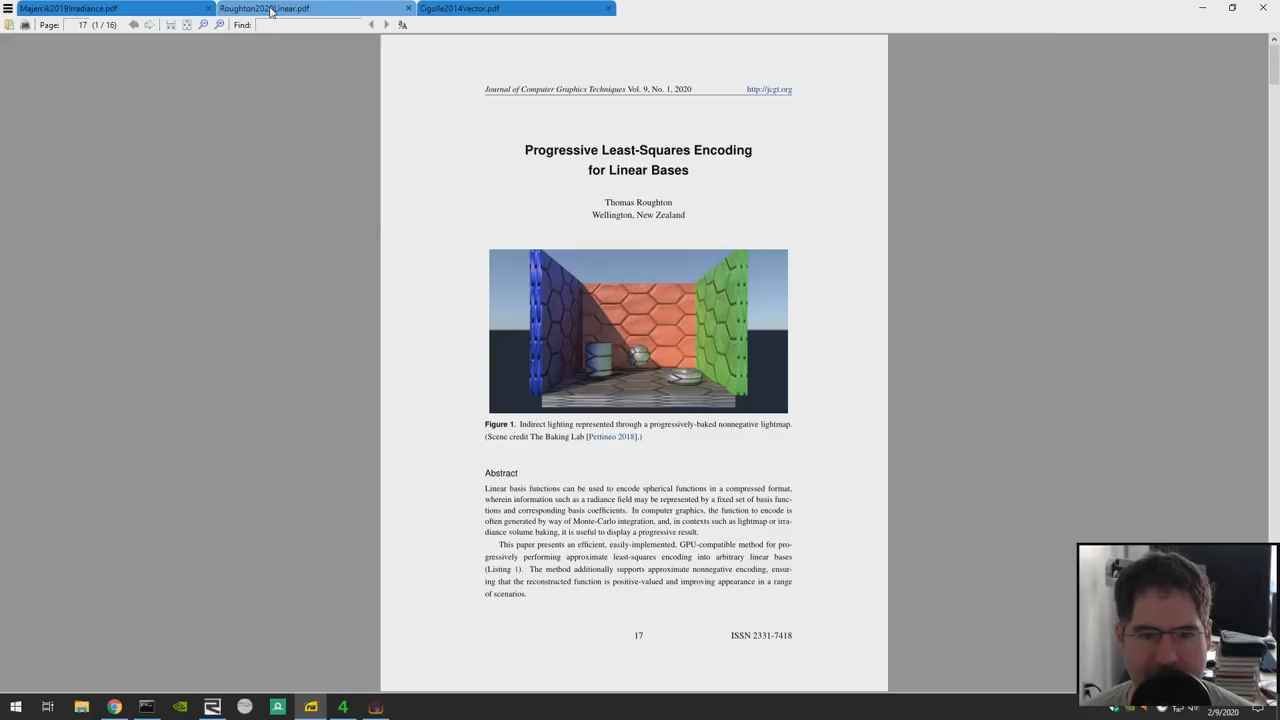 Majercik2019Irradiance.pdf
Cigolle2014Vector.pdf
Page: 17 (1 / 16) Find:
Journal of Computer Graphics Techniques Vol. 9, No. 1, 2020 http://jcgt.org
Progressive Least-Squares Encoding
for Linear Bases
Thomas Roughton
Wellington, New Zealand
Figure 1. Indirect lighting represented through a progressively-baked nonnegative lightmap.
(Scene credit The Baking Lab [Pettineo 2018].)
Abstract
Linear basis functions can be used to encode spherical functions in a compressed format,
wherein information such as a radiance field may be represented by a fixed set of basis func-
tions and corresponding basis coefficients. In computer graphics, the function to encode is
often generated by way of Monte-Carlo integration, and, in contexts such as lightmap or irra-
diance volume baking, it is useful to display a progressive result.
This paper presents an efficient, easily-implemented, GPU-compatible method for pro-
gressively performing approximate least-squares encoding into arbitrary linear bases
(Listing 1). The method additionally supports approximate nonnegative encoding, ensur-
ing that the reconstructed function is positive-valued and improving appearance in a range
of scenarios.
17 ISSN 2331-7418
2/9/2020